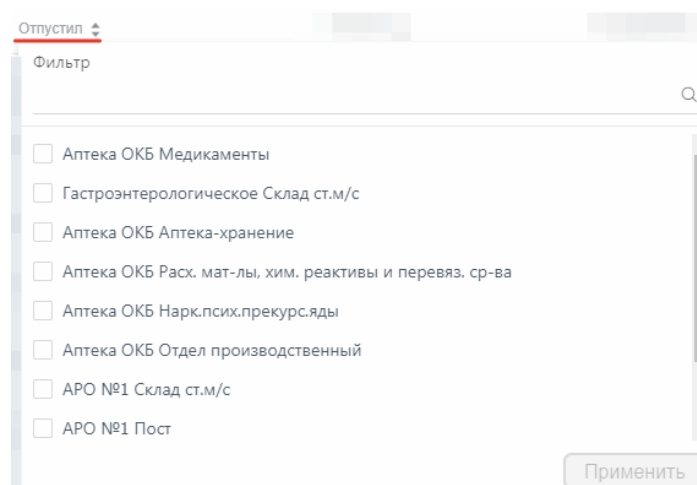 Отпустил
Фильтр
Аптека ОКБ Медикаменты
Гастроэнтерологическое Склад ст.м/с
Аптека ОКБ Аптека-хранение
Аптека ОКБ Расх. мат-лы, хим. реактивы и перевяз. ср-ва
Аптека ОКБ Нарк.псих.прекурс.яды
Аптека ОКБ Отдел производственный
АРО №1 Склад ст.м/с
АРО №1 Пост
Применить